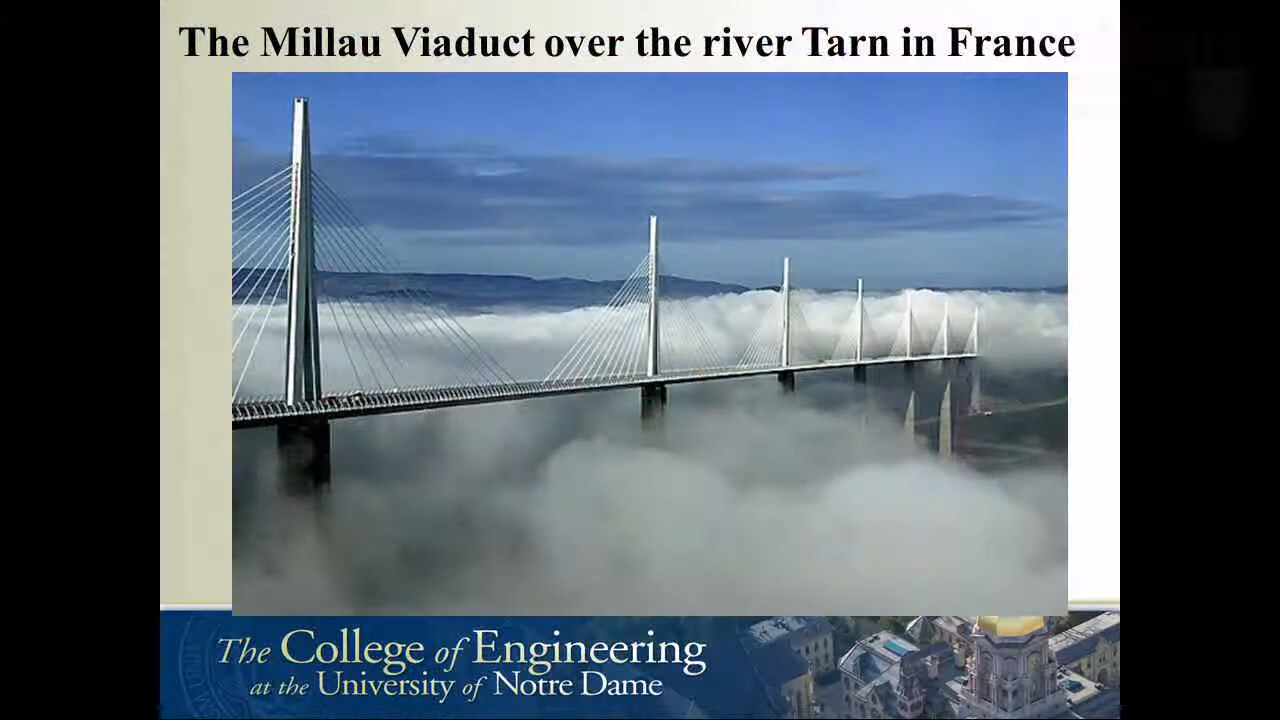 The Millau Viaduct over the river Tarn in France
The College of Engineering
at the University of Notre Dame